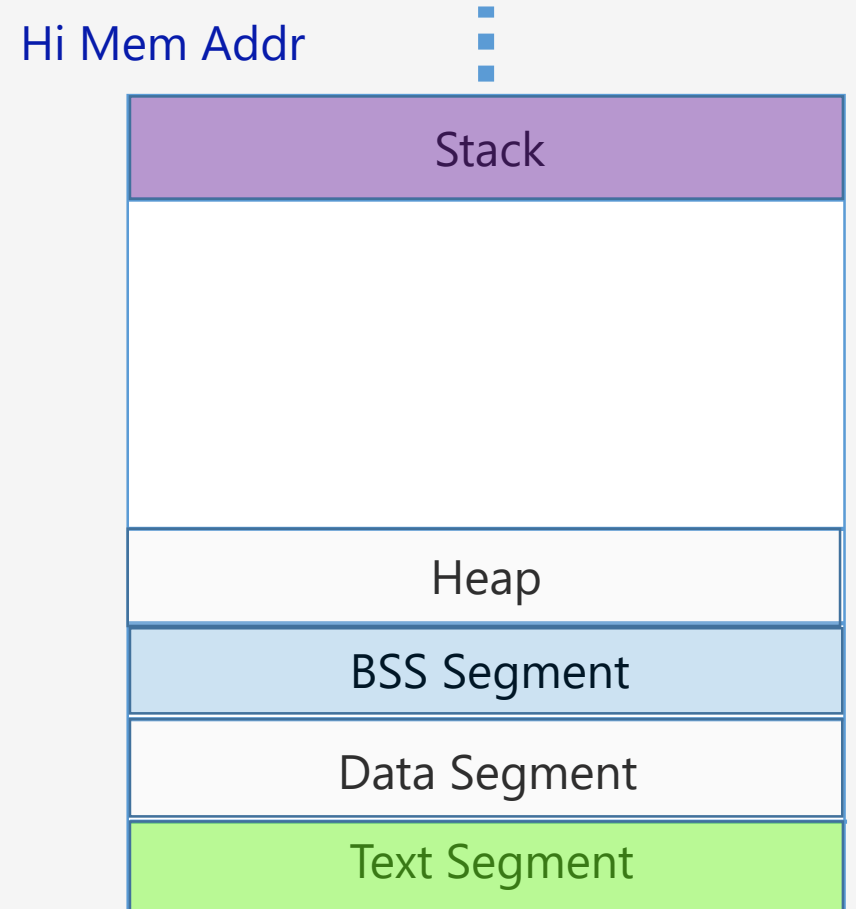 Hi Mem Addr
Stack
Heap
BSS Segment
Data Segment
Text Segment